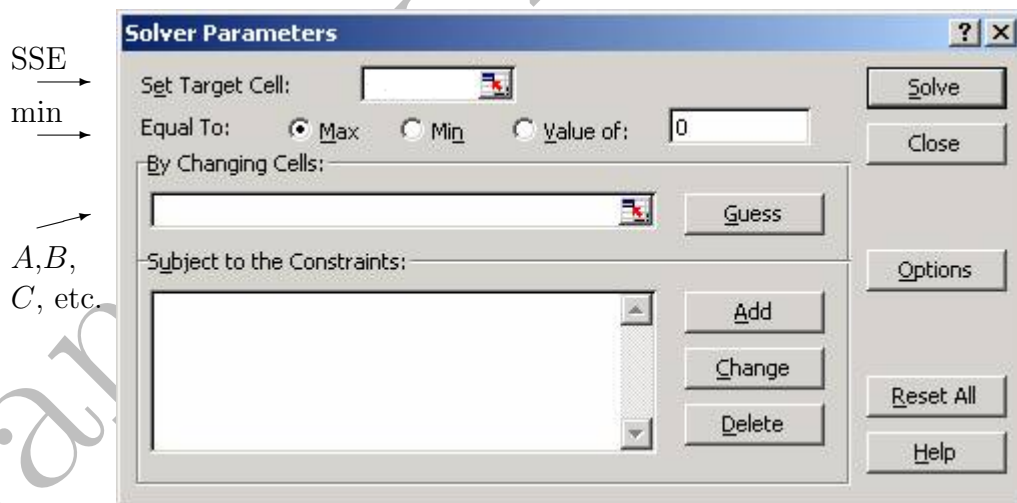 Solver Parameters
SSE
Set Target Cell:
Solve
min
Equal To: Max Min Value of: 0
Close
By Changing Cells:
Guess
A,B,
C, etc.
Subject to the Constraints:
Options
Add
Change
Reset All
Delete
Help